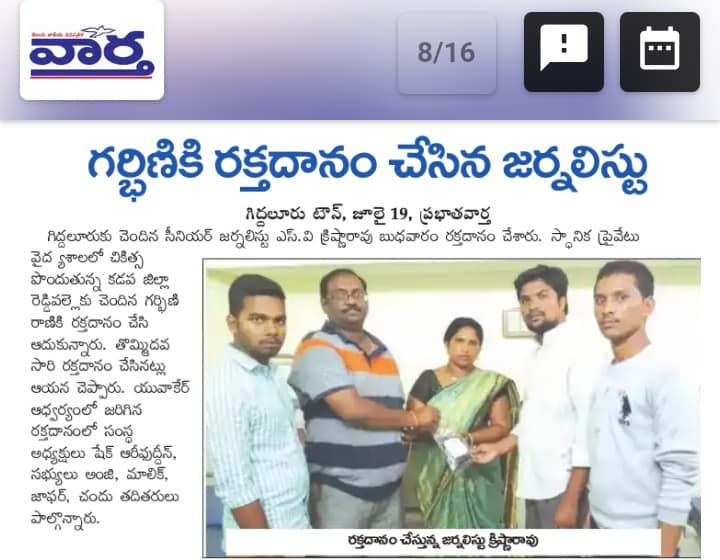 తెలుగు జాతీయ దినపత్రిక
వార్త
8/16
గర్భిణికి రక్తదానం చేసిన జర్నలిస్టు
గిద్దలూరు టౌన్, జూలై 19, ప్రభాతవార్త
గిద్దలూరుకు చెందిన సీనియర్ జర్నలిస్టు ఎస్.వి క్రిష్ణారావు బుధవారం రక్తదానం చేశారు. స్థానిక ప్రైవేటు
వైద్యశాలలో చికిత్స
పొందుతున్న కడప జిల్లా
రెడ్డిపల్లెకు చెందిన గర్భిణి
రాణికి రక్తదానం చేసి
ఆదుకున్నారు. తొమ్మిదవ
సారి రక్తదానం చేసినట్లు
ఆయన చెప్పారు. యువాకేర్
ఆధ్వర్యంలో జరిగిన
రక్తదానంలో సంస్థ
అధ్యక్షులు షేక్ ఆరీఫుద్దీన్,
సభ్యులు అంజి, మాలిక్,
జాఫర్, చందు తదితరులు
పాల్గొన్నారు.
రక్తదానం చేస్తున్న జర్నలిస్టు క్రిష్ణారావు